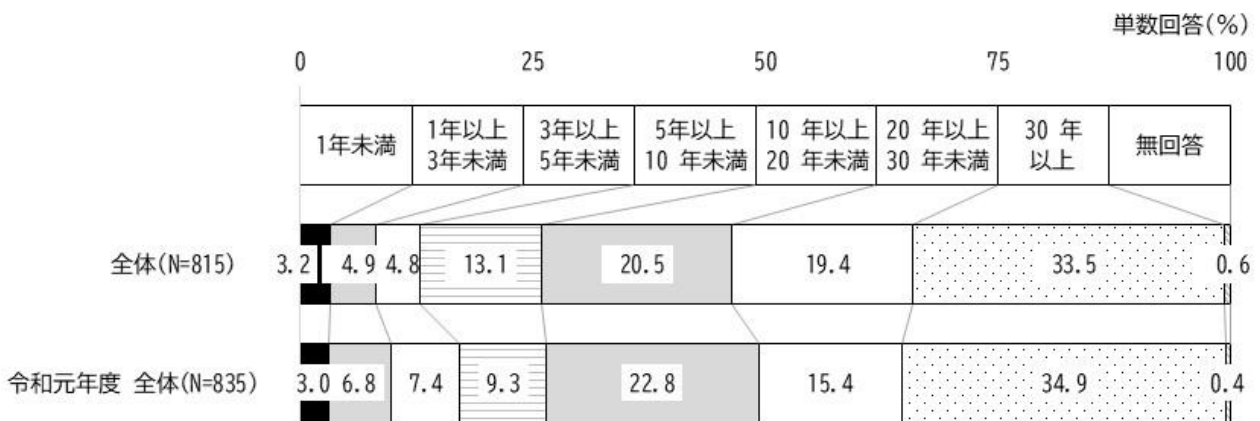 単数回答(%)
0 25 50 75 100
1年未満
1年以上
3年未満
3年以上
5年未満
5年以上
10 年未満
10 年以上
20 年未満
20 年以上
30 年未満
30 年
以上
無回答
全体(N=815) 3.2 4.9 4.8 13.1 20.5 19.4 33.5 0.6
令和元年度 全体(N=835) 3.0 6.8 7.4 9.3 22.8 15.4 34.9 0.4